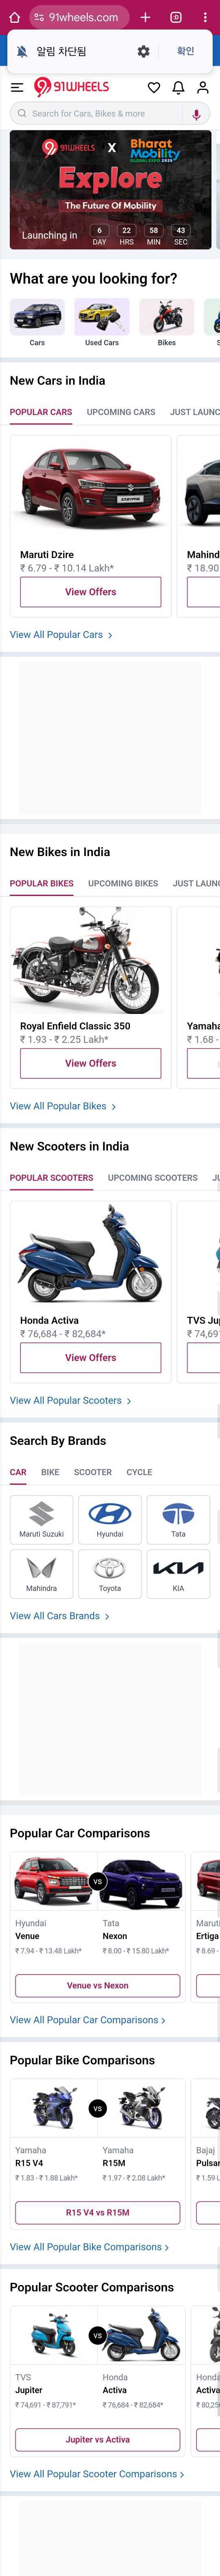 91wheels.com
:D
알림 차단됨
확인
91WHEELS
Search for Cars, Bikes & more
91WHEELS X Bharat Mobility
GLOBAL EXPO 2025
Explore
The Future Of Mobility
Launching in 6 22 58 43
DAY HRS MIN SEC
What are you looking for?
Cars Used Cars Bikes S
New Cars in India
POPULAR CARS UPCOMING CARS JUST LAUNC
DZIRE
Maruti Dzire Mahind
₹ 6.79 - ₹ 10.14 Lakh* ₹ 18.90
View Offers
View All Popular Cars
New Bikes in India
POPULAR BIKES UPCOMING BIKES JUST LAUN
Royal Enfield Classic 350 Yamaha
₹ 1.93 - ₹ 2.25 Lakh* ₹ 1.68 -
View Offers
View All Popular Bikes
New Scooters in India
POPULAR SCOOTERS UPCOMING SCOOTERS JU
Honda Activa TVS Jup
₹ 76,684 - ₹ 82,684* ₹ 74,691
View Offers
View All Popular Scooters
Search By Brands
CAR BIKE SCOOTER CYCLE
Maruti Suzuki Hyundai Tata
Mahindra Toyota KIA
View All Cars Brands
Popular Car Comparisons
VS
Hyundai Tata Maruti
Venue Nexon Ertiga
₹ 7.94 - ₹ 13.48 Lakh* ₹ 8.00 - ₹ 15.80 Lakh* ₹ 8.69 -
Venue vs Nexon
View All Popular Car Comparisons
Popular Bike Comparisons
VS
Yamaha Yamaha Bajaj
R15 V4 R15M Pulsar
₹ 1.83 - ₹ 1.88 Lakh* ₹ 1.97 - ₹ 2.08 Lakh* ₹ 1.59 L
R15 V4 vs R15M
View All Popular Bike Comparisons
Popular Scooter Comparisons
VS
TVS Honda Honda
Jupiter Activa Activa
₹ 74,691 - ₹ 87,791* ₹ 76,684 - ₹ 82,684* ₹ 80,25
Jupiter vs Activa
View All Popular Scooter Comparisons